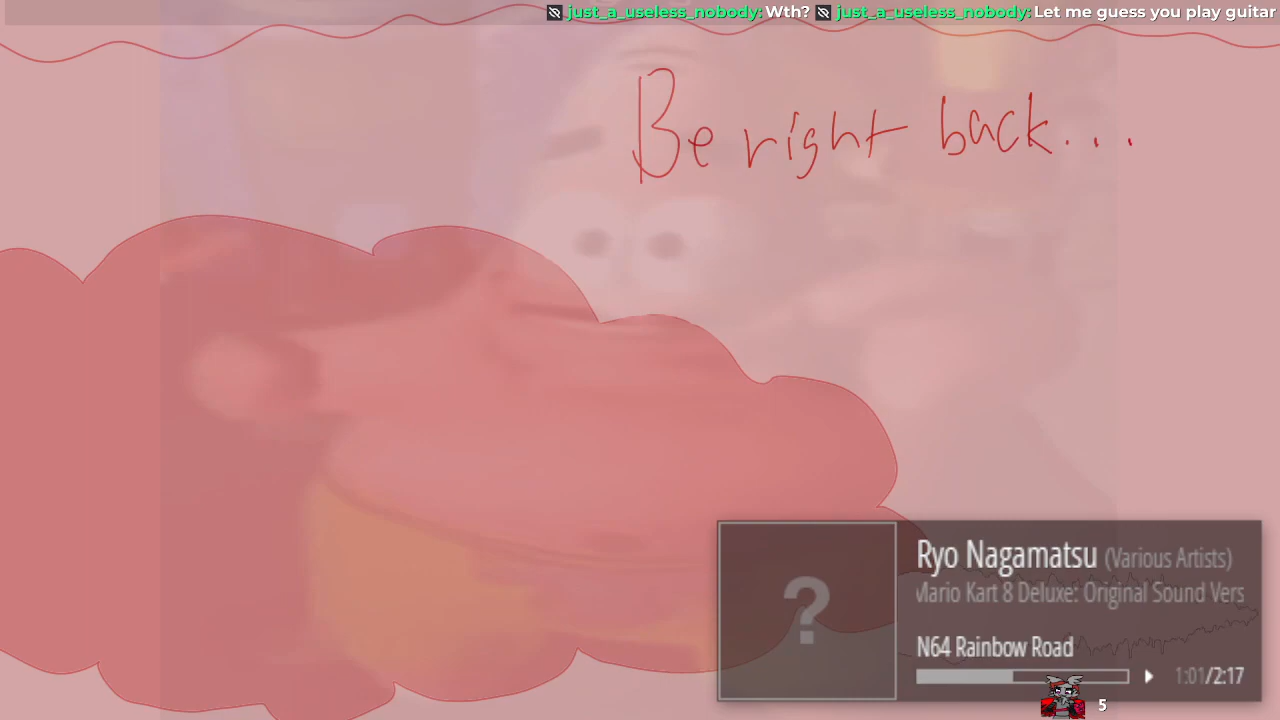 just_a_useless_nobody: Wth? just_a_useless_nobody: Let me guess you play guitar
Be right back...
?
Ryo Nagamatsu (Various Artists)
Mario Kart 8 Deluxe: Original Sound Vers
N64 Rainbow Road
1:01/2:17
5